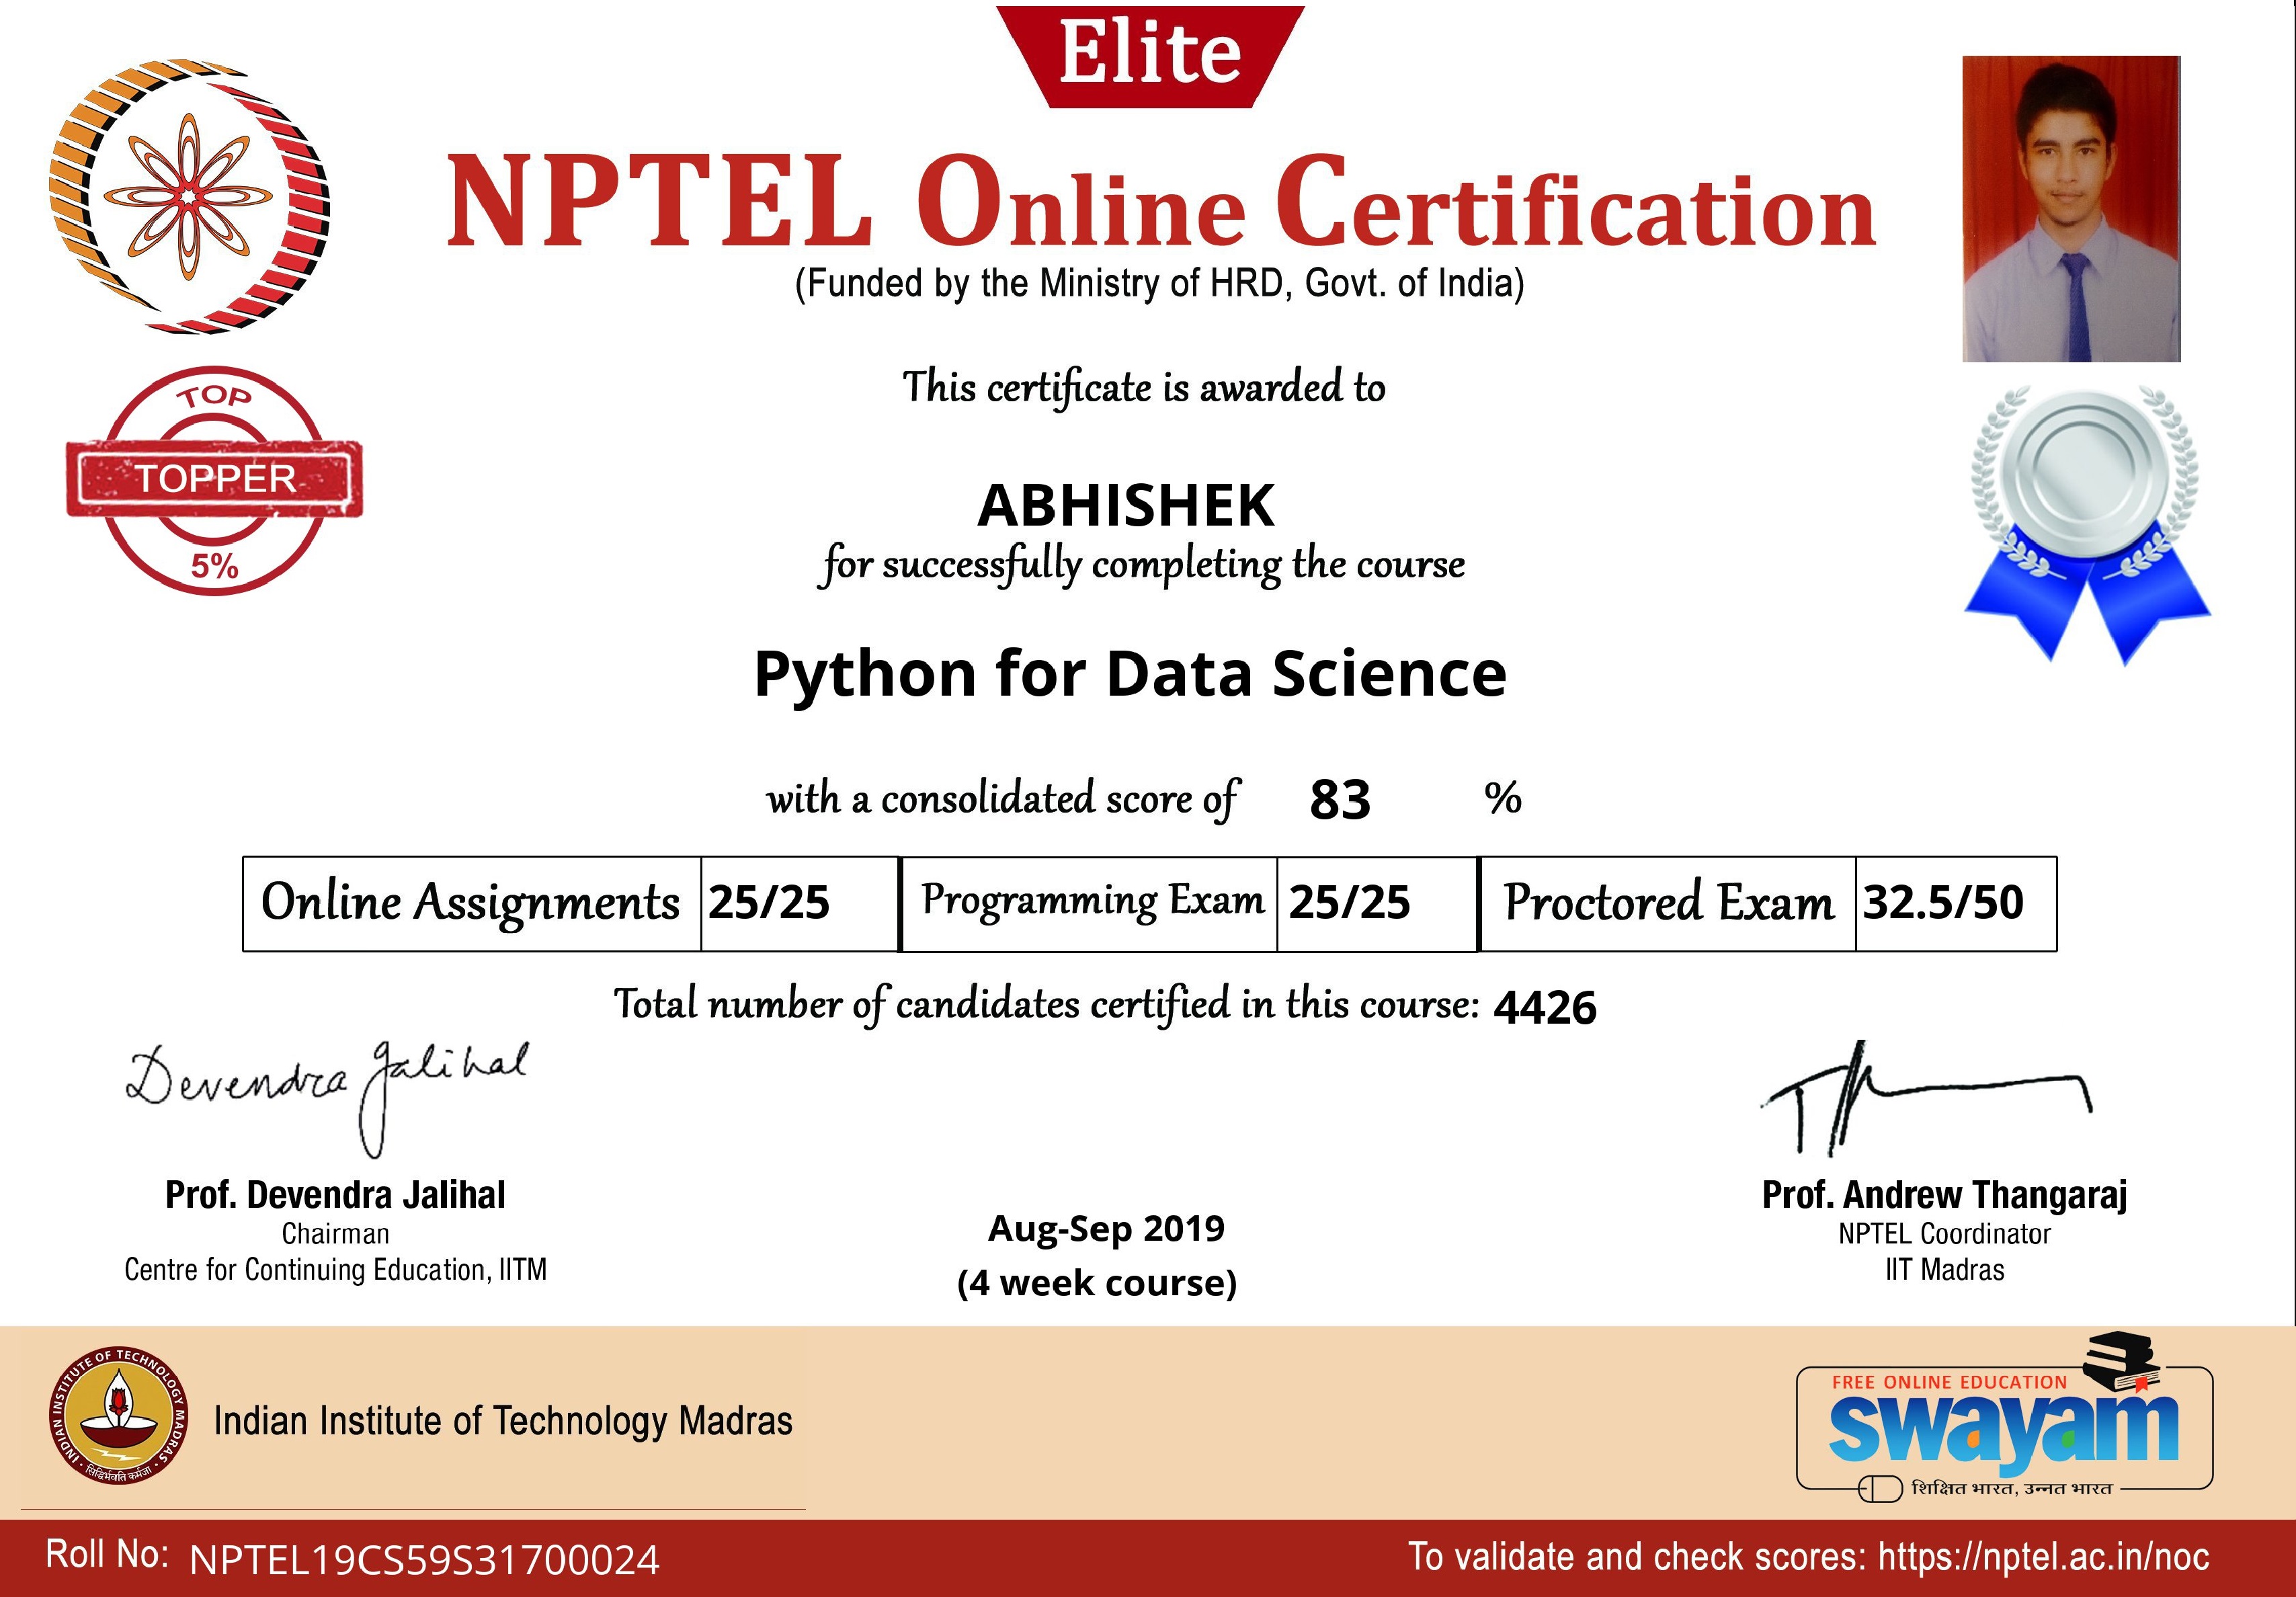 Elite
NPTEL Online Certification
(Funded by the Ministry of HRD, Govt. of India)
This certificate is awarded to
TOP
TOPPER
5%
ABHISHEK
for successfully completing the course
Python for Data Science
with a consolidated score of 83 %
Online Assignments 25/25 Programming Exam 25/25 Proctored Exam 32.5/50
Total number of candidates certified in this course: 4426
Devendra Jalihal
Prof. Devendra Jalihal
Chairman
Centre for Continuing Education, IITM
Aug-Sep 2019
(4 week course)
Prof. Andrew Thangaraj
NPTEL Coordinator
IIT Madras
INDIAN INSTITUTE OF TECHNOLOGY MADRAS
सिद्धिर्भवति कर्मजा
Indian Institute of Technology Madras
FREE ONLINE EDUCATION
swayam
शिक्षित भारत, उन्नत भारत
Roll No: NPTEL19CS59S31700024
To validate and check scores: https://nptel.ac.in/noc